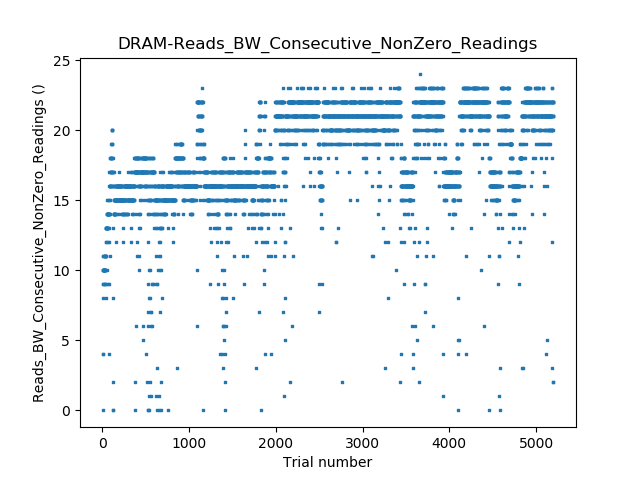 DRAM-Reads_BW_Consecutive_NonZero_Readings
Reads_BW_Consecutive_NonZero_Readings ()
25
20
15
10
5
0
0 1000 2000 3000 4000 5000
Trial number